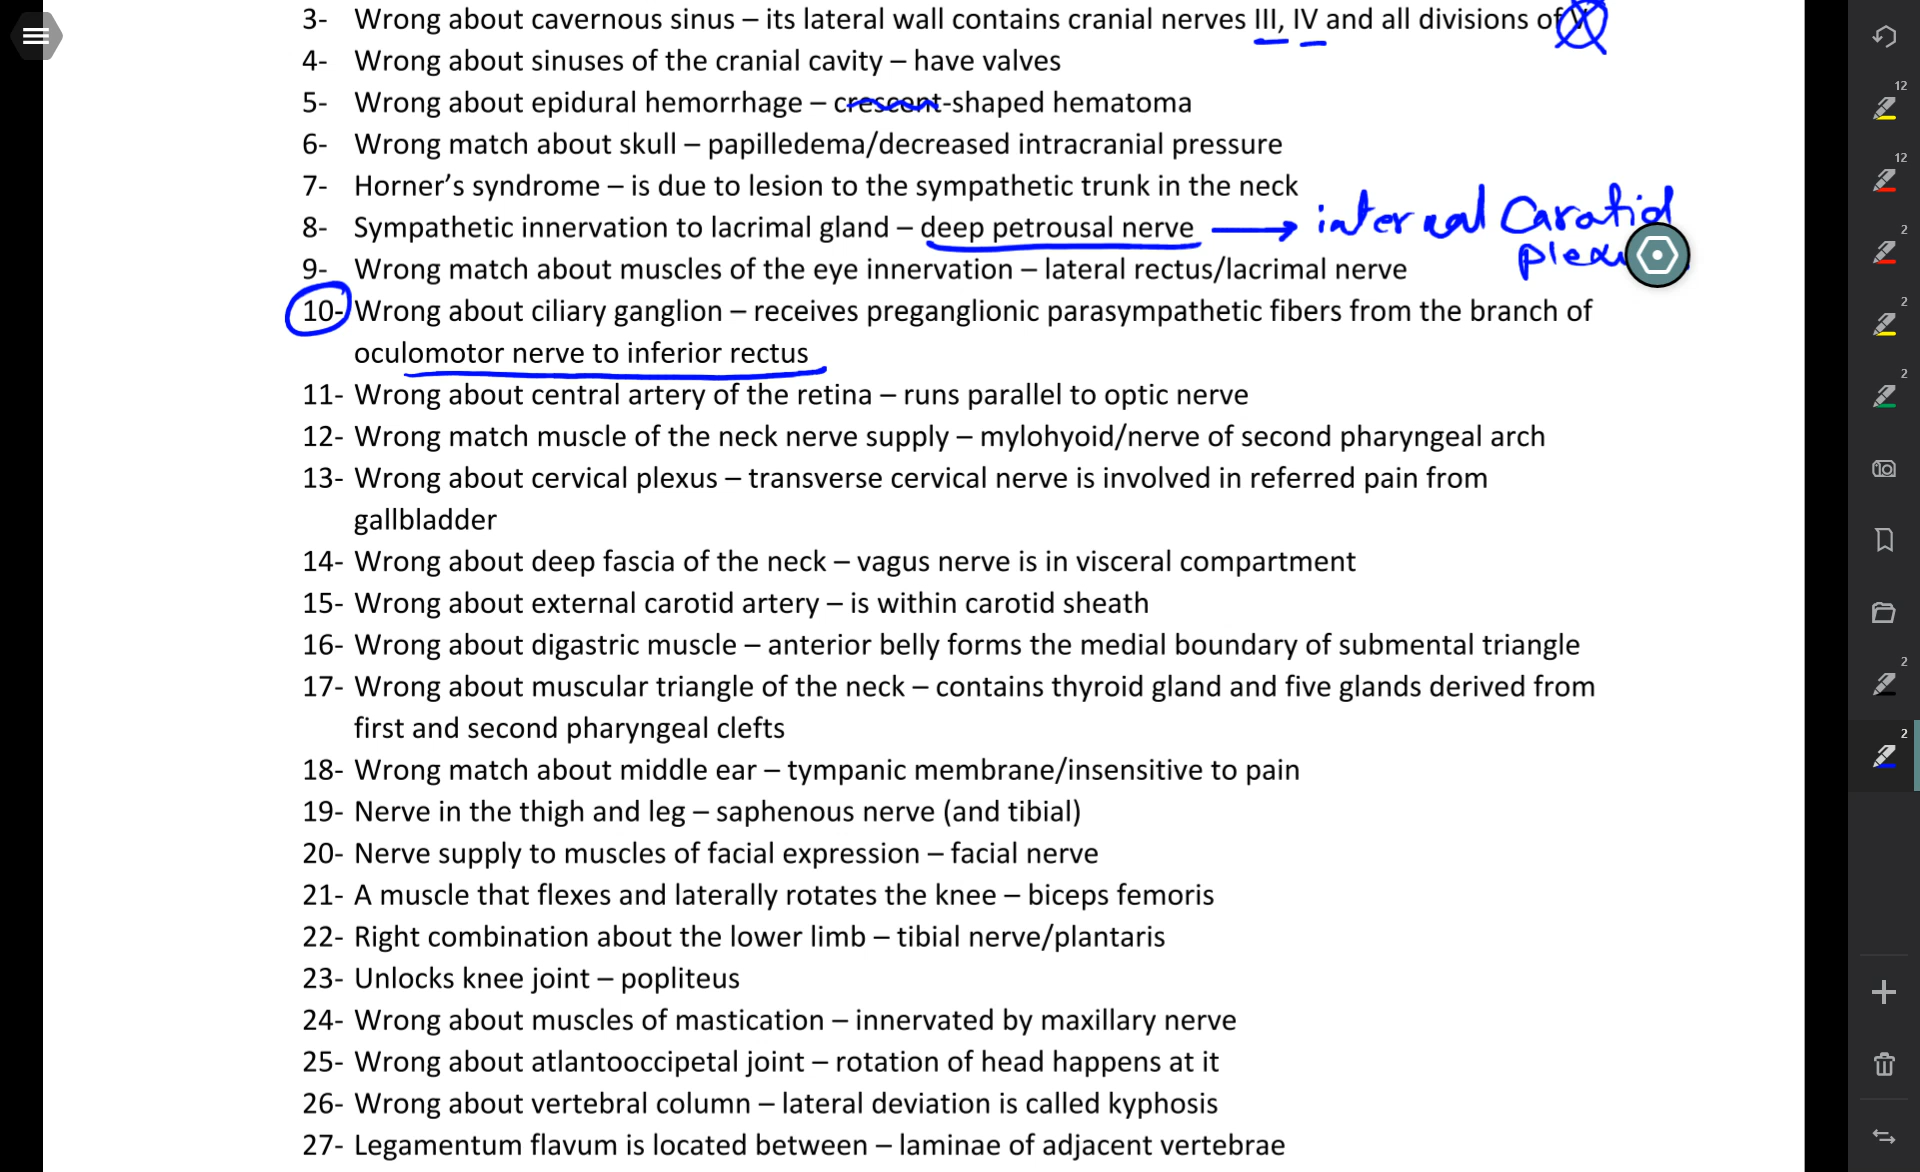 3- Wrong about cavernous sinus – its lateral wall contains cranial nerves III, IV and all divisions of V
4- Wrong about sinuses of the cranial cavity – have valves
5- Wrong about epidural hemorrhage – crescent-shaped hematoma
6- Wrong match about skull – papilledema/decreased intracranial pressure
7- Horner’s syndrome – is due to lesion to the sympathetic trunk in the neck
8- Sympathetic innervation to lacrimal gland – deep petrousal nerve → internal Carotid
plexus
9- Wrong match about muscles of the eye innervation – lateral rectus/lacrimal nerve
10- Wrong about ciliary ganglion – receives preganglionic parasympathetic fibers from the branch of
oculomotor nerve to inferior rectus
11- Wrong about central artery of the retina – runs parallel to optic nerve
12- Wrong match muscle of the neck nerve supply – mylohyoid/nerve of second pharyngeal arch
13- Wrong about cervical plexus – transverse cervical nerve is involved in referred pain from
gallbladder
14- Wrong about deep fascia of the neck – vagus nerve is in visceral compartment
15- Wrong about external carotid artery – is within carotid sheath
16- Wrong about digastric muscle – anterior belly forms the medial boundary of submental triangle
17- Wrong about muscular triangle of the neck – contains thyroid gland and five glands derived from
first and second pharyngeal clefts
18- Wrong match about middle ear – tympanic membrane/insensitive to pain
19- Nerve in the thigh and leg – saphenous nerve (and tibial)
20- Nerve supply to muscles of facial expression – facial nerve
21- A muscle that flexes and laterally rotates the knee – biceps femoris
22- Right combination about the lower limb – tibial nerve/plantaris
23- Unlocks knee joint – popliteus
24- Wrong about muscles of mastication – innervated by maxillary nerve
25- Wrong about atlantooccipetal joint – rotation of head happens at it
26- Wrong about vertebral column – lateral deviation is called kyphosis
27- Legamentum flavum is located between – laminae of adjacent vertebrae
12
12
2
2
2
2
2